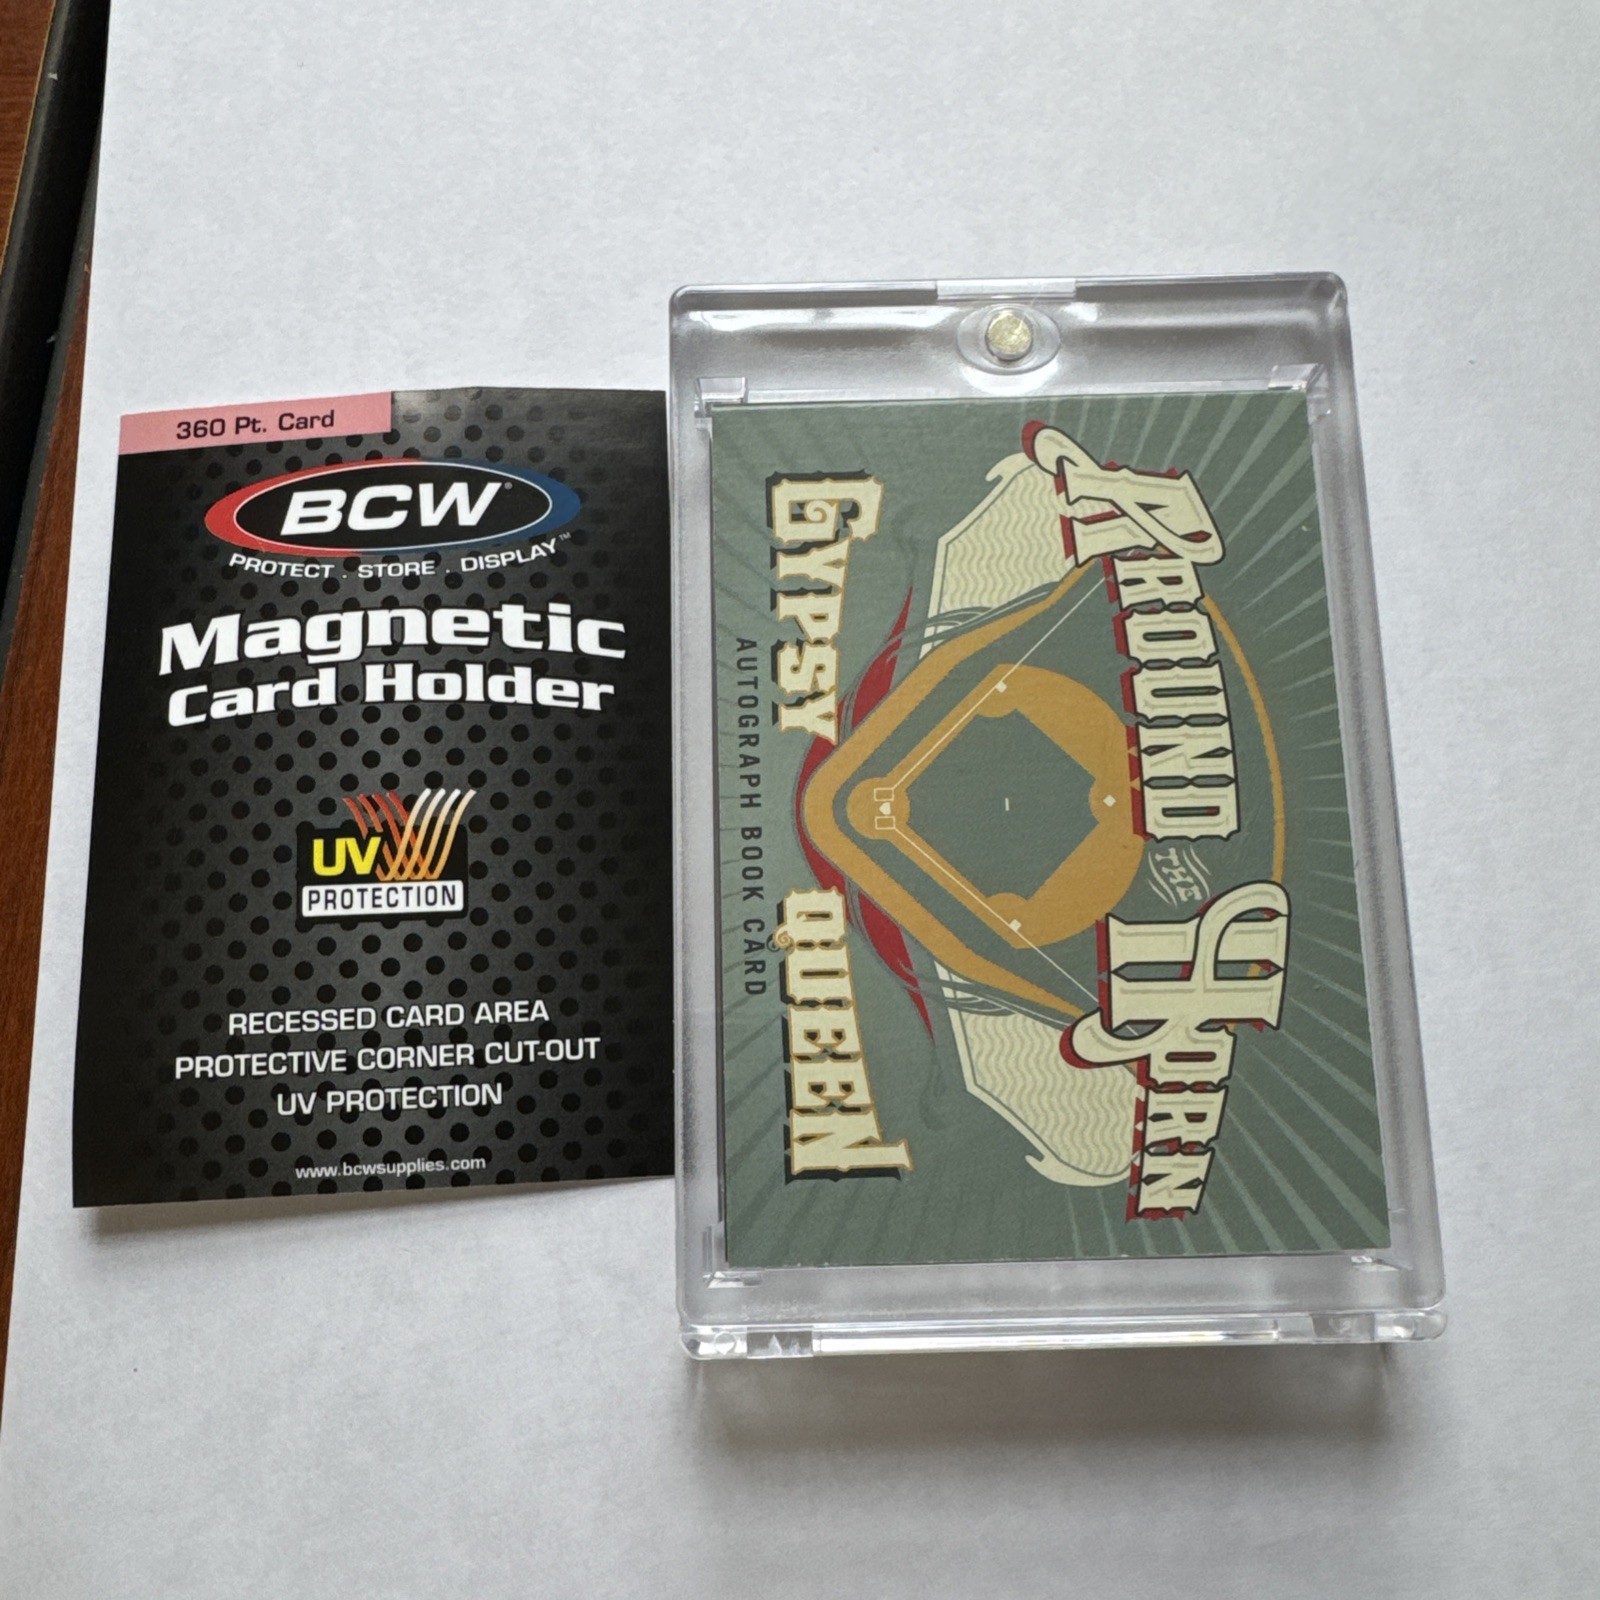 360 Pt. Card
BCW
PROTECT . STORE . DISPLAY™
Magnetic
Card Holder
UV
PROTECTION
RECESSED CARD AREA
PROTECTIVE CORNER CUT-OUT
UV PROTECTION
www.bcwsupplies.com
AROUND THE HORN
GYPSY QUEEN
AUTOGRAPH BOOK CARD